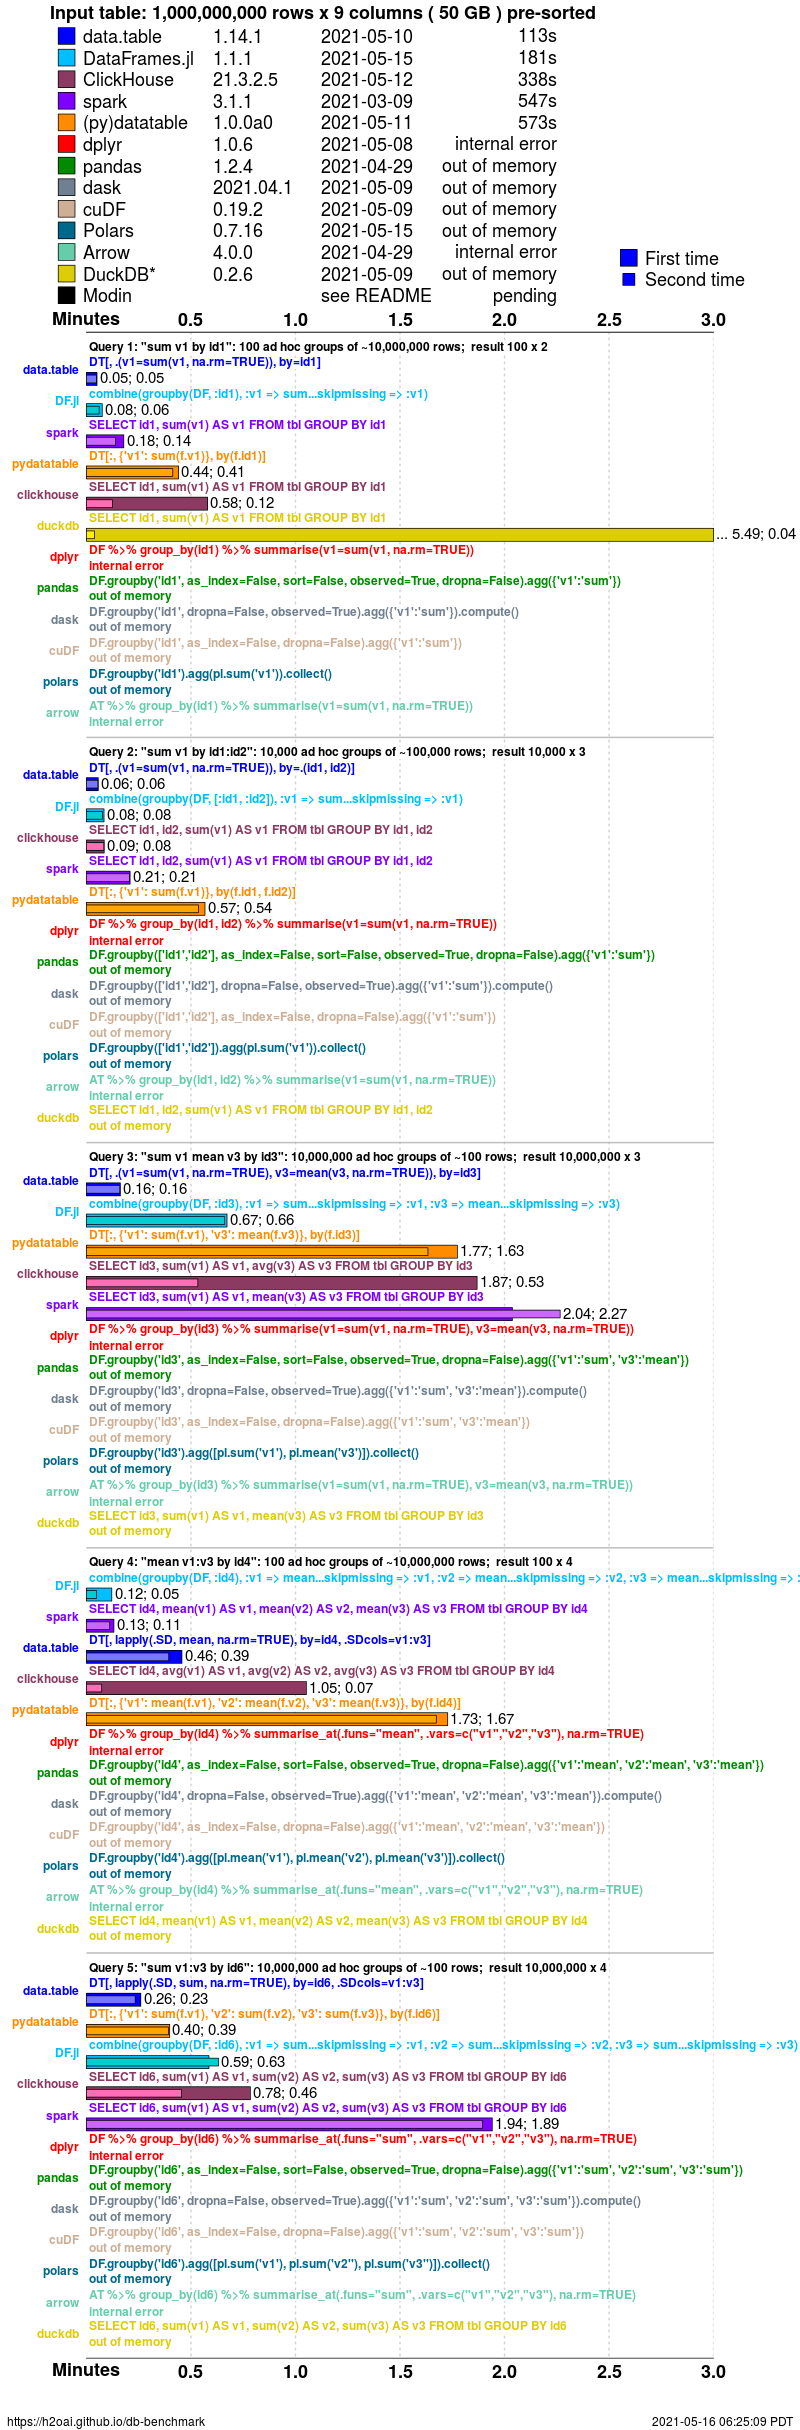 Input table: 1,000,000,000 rows x 9 columns ( 50 GB ) pre-sorted
data.table 1.14.1 2021-05-10 113s
DataFrames.jl 1.1.1 2021-05-15 181s
ClickHouse 21.3.2.5 2021-05-12 338s
spark 3.1.1 2021-03-09 547s
(py)datatable 1.0.0a0 2021-05-11 573s
dplyr 1.0.6 2021-05-08 internal error
pandas 1.2.4 2021-04-29 out of memory
dask 2021.04.1 2021-05-09 out of memory
cuDF 0.19.2 2021-05-09 out of memory
Polars 0.7.16 2021-05-15 out of memory
Arrow 4.0.0 2021-04-29 internal error
DuckDB* 0.2.6 2021-05-09 out of memory
Modin see README pending
First time
Second time
Minutes 0.5 1.0 1.5 2.0 2.5 3.0
Query 1: "sum v1 by id1": 100 ad hoc groups of ~10,000,000 rows; result 100 x 2
DT[, .(v1=sum(v1, na.rm=TRUE)), by=id1]
data.table 0.05; 0.05
combine(groupby(DF, :id1), :v1 => sum...skipmissing => :v1)
DF.jl 0.08; 0.06
SELECT id1, sum(v1) AS v1 FROM tbl GROUP BY id1
spark 0.18; 0.14
DT[:, {'v1': sum(f.v1)}, by(f.id1)]
pydatatable 0.44; 0.41
SELECT id1, sum(v1) AS v1 FROM tbl GROUP BY id1
clickhouse 0.58; 0.12
SELECT id1, sum(v1) AS v1 FROM tbl GROUP BY id1
duckdb ... 5.49; 0.04
DF %>% group_by(id1) %>% summarise(v1=sum(v1, na.rm=TRUE))
dplyr internal error
DF.groupby('id1', as_index=False, sort=False, observed=True, dropna=False).agg({'v1':'sum'})
pandas out of memory
DF.groupby('id1', dropna=False, observed=True).agg({'v1':'sum'}).compute()
dask out of memory
DF.groupby('id1', as_index=False, dropna=False).agg({'v1':'sum'})
cuDF out of memory
DF.groupby('id1').agg(pl.sum('v1')).collect()
polars out of memory
AT %>% group_by(id1) %>% summarise(v1=sum(v1, na.rm=TRUE))
arrow internal error
Query 2: "sum v1 by id1:id2": 10,000 ad hoc groups of ~100,000 rows; result 10,000 x 3
DT[, .(v1=sum(v1, na.rm=TRUE)), by=.(id1, id2)]
data.table 0.06; 0.06
combine(groupby(DF, [:id1, :id2]), :v1 => sum...skipmissing => :v1)
DF.jl 0.08; 0.08
SELECT id1, id2, sum(v1) AS v1 FROM tbl GROUP BY id1, id2
clickhouse 0.09; 0.08
SELECT id1, id2, sum(v1) AS v1 FROM tbl GROUP BY id1, id2
spark 0.21; 0.21
DT[:, {'v1': sum(f.v1)}, by(f.id1, f.id2)]
pydatatable 0.57; 0.54
DF %>% group_by(id1, id2) %>% summarise(v1=sum(v1, na.rm=TRUE))
dplyr internal error
DF.groupby(['id1','id2'], as_index=False, sort=False, observed=True, dropna=False).agg({'v1':'sum'})
pandas out of memory
DF.groupby(['id1','id2'], dropna=False, observed=True).agg({'v1':'sum'}).compute()
dask out of memory
DF.groupby(['id1','id2'], as_index=False, dropna=False).agg({'v1':'sum'})
cuDF out of memory
DF.groupby(['id1','id2']).agg(pl.sum('v1')).collect()
polars out of memory
AT %>% group_by(id1, id2) %>% summarise(v1=sum(v1, na.rm=TRUE))
arrow internal error
SELECT id1, id2, sum(v1) AS v1 FROM tbl GROUP BY id1, id2
duckdb out of memory
Query 3: "sum v1 mean v3 by id3": 10,000,000 ad hoc groups of ~100 rows; result 10,000,000 x 3
DT[, .(v1=sum(v1, na.rm=TRUE), v3=mean(v3, na.rm=TRUE)), by=id3]
data.table 0.16; 0.16
combine(groupby(DF, :id3), :v1 => sum...skipmissing => :v1, :v3 => mean...skipmissing => :v3)
DF.jl 0.67; 0.66
DT[:, {'v1': sum(f.v1), 'v3': mean(f.v3)}, by(f.id3)]
pydatatable 1.77; 1.63
SELECT id3, sum(v1) AS v1, avg(v3) AS v3 FROM tbl GROUP BY id3
clickhouse 1.87; 0.53
SELECT id3, sum(v1) AS v1, mean(v3) AS v3 FROM tbl GROUP BY id3
spark 2.04; 2.27
DF %>% group_by(id3) %>% summarise(v1=sum(v1, na.rm=TRUE), v3=mean(v3, na.rm=TRUE))
dplyr internal error
DF.groupby('id3', as_index=False, sort=False, observed=True, dropna=False).agg({'v1':'sum', 'v3':'mean'})
pandas out of memory
DF.groupby('id3', dropna=False, observed=True).agg({'v1':'sum', 'v3':'mean'}).compute()
dask out of memory
DF.groupby('id3', as_index=False, dropna=False).agg({'v1':'sum', 'v3':'mean'})
cuDF out of memory
DF.groupby('id3').agg([pl.sum('v1'), pl.mean('v3')]).collect()
polars out of memory
AT %>% group_by(id3) %>% summarise(v1=sum(v1, na.rm=TRUE), v3=mean(v3, na.rm=TRUE))
arrow internal error
SELECT id3, sum(v1) AS v1, mean(v3) AS v3 FROM tbl GROUP BY id3
duckdb out of memory
Query 4: "mean v1:v3 by id4": 100 ad hoc groups of ~10,000,000 rows; result 100 x 4
combine(groupby(DF, :id4), :v1 => mean...skipmissing => :v1, :v2 => mean...skipmissing => :v2, :v3 => mean...skipmissing => :
DF.jl 0.12; 0.05
SELECT id4, mean(v1) AS v1, mean(v2) AS v2, mean(v3) AS v3 FROM tbl GROUP BY id4
spark 0.13; 0.11
DT[, lapply(.SD, mean, na.rm=TRUE), by=id4, .SDcols=v1:v3]
data.table 0.46; 0.39
SELECT id4, avg(v1) AS v1, avg(v2) AS v2, avg(v3) AS v3 FROM tbl GROUP BY id4
clickhouse 1.05; 0.07
DT[:, {'v1': mean(f.v1), 'v2': mean(f.v2), 'v3': mean(f.v3)}, by(f.id4)]
pydatatable 1.73; 1.67
DF %>% group_by(id4) %>% summarise_at(.funs="mean", .vars=c("v1","v2","v3"), na.rm=TRUE)
dplyr internal error
DF.groupby('id4', as_index=False, sort=False, observed=True, dropna=False).agg({'v1':'mean', 'v2':'mean', 'v3':'mean'})
pandas out of memory
DF.groupby('id4', dropna=False, observed=True).agg({'v1':'mean', 'v2':'mean', 'v3':'mean'}).compute()
dask out of memory
DF.groupby('id4', as_index=False, dropna=False).agg({'v1':'mean', 'v2':'mean', 'v3':'mean'})
cuDF out of memory
DF.groupby('id4').agg([pl.mean('v1'), pl.mean('v2'), pl.mean('v3')]).collect()
polars out of memory
AT %>% group_by(id4) %>% summarise_at(.funs="mean", .vars=c("v1","v2","v3"), na.rm=TRUE)
arrow internal error
SELECT id4, mean(v1) AS v1, mean(v2) AS v2, mean(v3) AS v3 FROM tbl GROUP BY id4
duckdb out of memory
Query 5: "sum v1:v3 by id6": 10,000,000 ad hoc groups of ~100 rows; result 10,000,000 x 4
DT[, lapply(.SD, sum, na.rm=TRUE), by=id6, .SDcols=v1:v3]
data.table 0.26; 0.23
DT[:, {'v1': sum(f.v1), 'v2': sum(f.v2), 'v3': sum(f.v3)}, by(f.id6)]
pydatatable 0.40; 0.39
combine(groupby(DF, :id6), :v1 => sum...skipmissing => :v1, :v2 => sum...skipmissing => :v2, :v3 => sum...skipmissing => :v3)
DF.jl 0.59; 0.63
SELECT id6, sum(v1) AS v1, sum(v2) AS v2, sum(v3) AS v3 FROM tbl GROUP BY id6
clickhouse 0.78; 0.46
SELECT id6, sum(v1) AS v1, sum(v2) AS v2, sum(v3) AS v3 FROM tbl GROUP BY id6
spark 1.94; 1.89
DF %>% group_by(id6) %>% summarise_at(.funs="sum", .vars=c("v1","v2","v3"), na.rm=TRUE)
dplyr internal error
DF.groupby('id6', as_index=False, sort=False, observed=True, dropna=False).agg({'v1':'sum', 'v2':'sum', 'v3':'sum'})
pandas out of memory
DF.groupby('id6', dropna=False, observed=True).agg({'v1':'sum', 'v2':'sum', 'v3':'sum'}).compute()
dask out of memory
DF.groupby('id6', as_index=False, dropna=False).agg({'v1':'sum', 'v2':'sum', 'v3':'sum'})
cuDF out of memory
DF.groupby('id6').agg([pl.sum('v1'), pl.sum('v2"), pl.sum('v3")]).collect()
polars out of memory
AT %>% group_by(id6) %>% summarise_at(.funs="sum", .vars=c("v1","v2","v3"), na.rm=TRUE)
arrow internal error
SELECT id6, sum(v1) AS v1, sum(v2) AS v2, sum(v3) AS v3 FROM tbl GROUP BY id6
duckdb out of memory
Minutes 0.5 1.0 1.5 2.0 2.5 3.0
https://h2oai.github.io/db-benchmark 2021-05-16 06:25:09 PDT